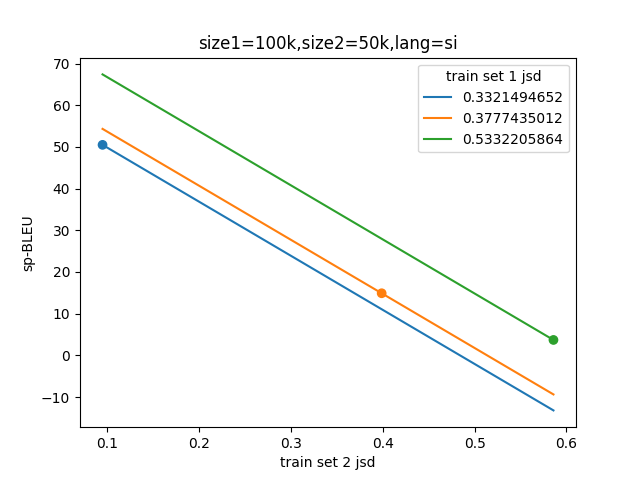 size1=100k,size2=50k,lang=si
train set 1 jsd
0.3321494652
0.3777435012
0.5332205864
sp-BLEU
70
60
50
40
30
20
10
0
−10
0.1 0.2 0.3 0.4 0.5 0.6
train set 2 jsd